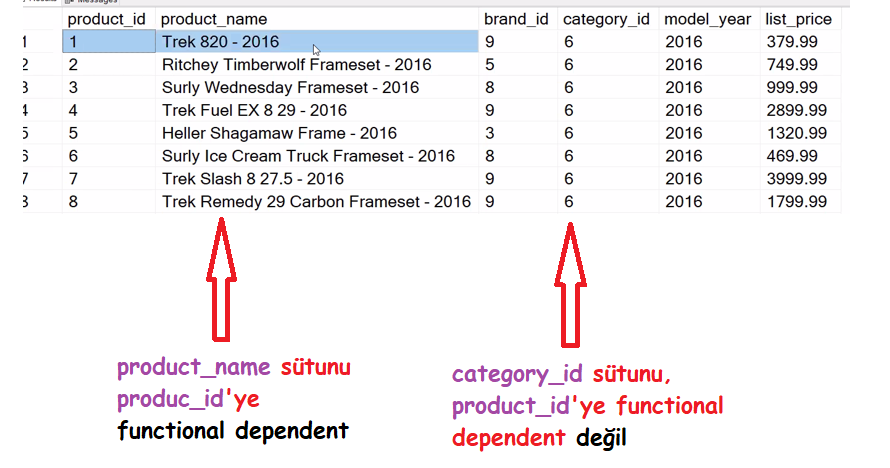 product_id product_name brand_id category_id model_year list_price
1 1 Trek 820 - 2016 9 6 2016 379.99
2 2 Ritchey Timberwolf Frameset - 2016 5 6 2016 749.99
3 3 Surly Wednesday Frameset - 2016 8 6 2016 999.99
4 4 Trek Fuel EX 8 29 - 2016 9 6 2016 2899.99
5 5 Heller Shagamaw Frame - 2016 3 6 2016 1320.99
6 6 Surly Ice Cream Truck Frameset - 2016 8 6 2016 469.99
7 7 Trek Slash 8 27.5 - 2016 9 6 2016 3999.99
8 8 Trek Remedy 29 Carbon Frameset - 2016 9 6 2016 1799.99
product_name sütunu
produc_id'ye
functional dependent
category_id sütunu,
product_id'ye functional
dependent değil